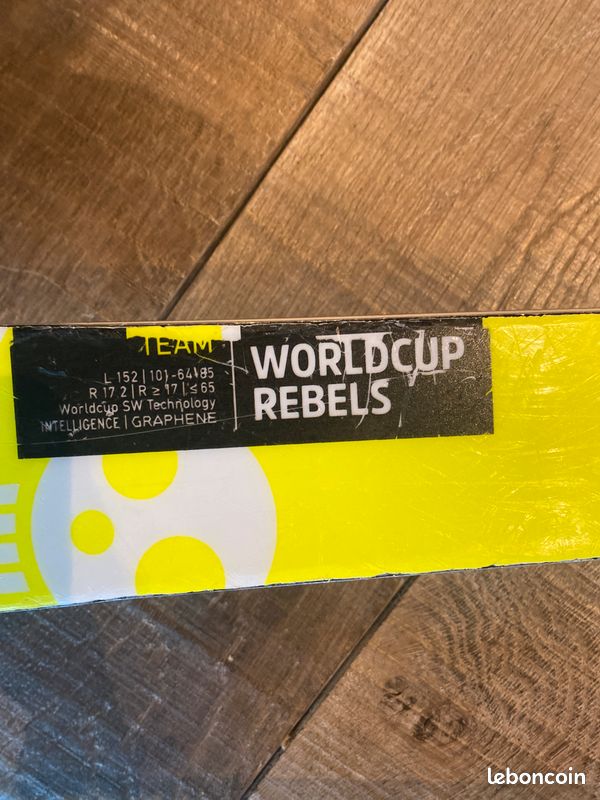 TEAM
L 152 | 101-64-85
R 17.2 | R ≥ 17 | ≤ 65
Worldcup SW Technology
INTELLIGENCE | GRAPHENE
WORLDCUP
REBELS
leboncoin